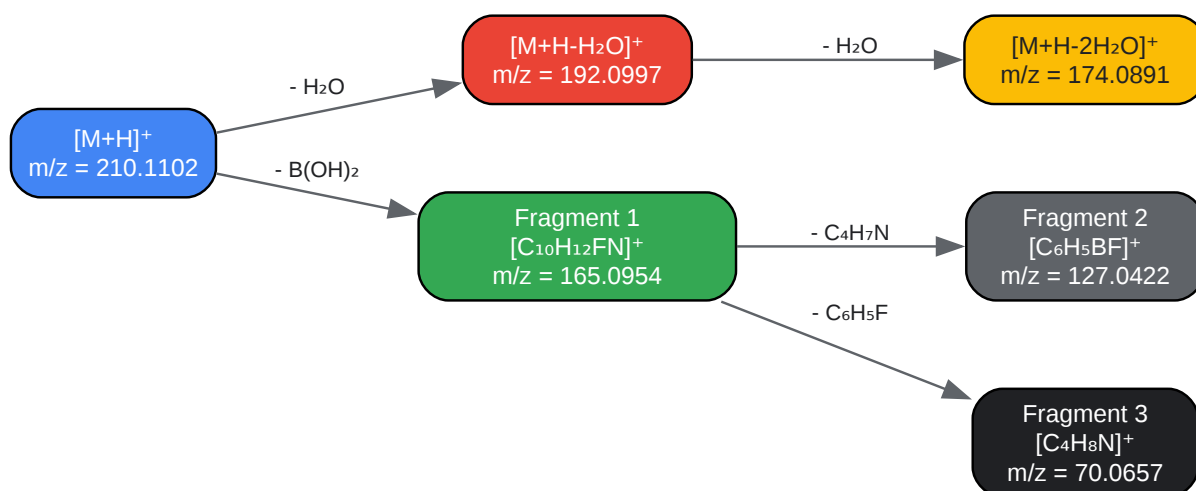 [M+H-H₂O]⁺
m/z = 192.0997
- H₂O
[M+H-2H₂O]⁺
m/z = 174.0891
- H₂O
[M+H]⁺
m/z = 210.1102
- B(OH)₂
Fragment 1
[C₁₀H₁₂FN]⁺
m/z = 165.0954
- C₄H₇N
Fragment 2
[C₆H₅BF]⁺
m/z = 127.0422
- C₆H₅F
Fragment 3
[C₄H₈N]⁺
m/z = 70.0657